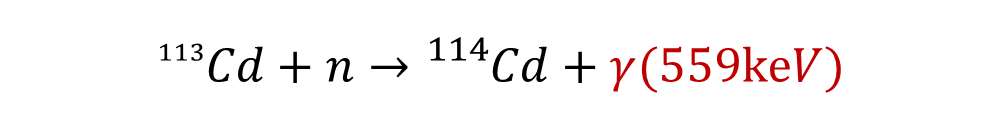 ¹¹³Cd + n → ¹¹⁴Cd + γ(559keV)